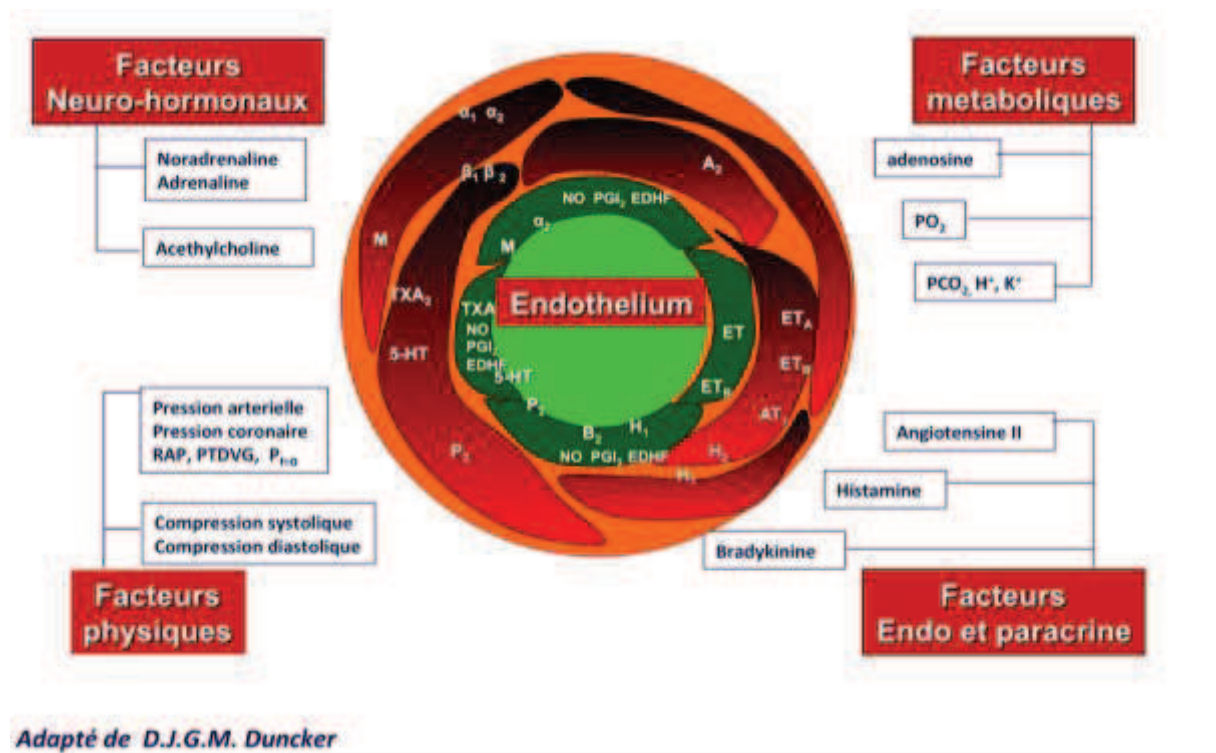 Facteurs
Neuro-hormonaux
Noradrenaline
Adrenaline
Acethylcholine
Facteurs
metaboliques
adenosine
PO₂
PCO₂, H⁺, K⁺
α₁ α₂
β₁ β₂
A₂
NO PGI₂ EDHF
α₂
M
M
TXA₂
5-HT
TXA
NO
PGI₂
EDHF
5-HT
Endothelium
ET
ET_A
ET_B
ET_B
AT₁
P₂
P₂
B₂
H₁
NO PGI₂ EDHF
H₂
H₁
Pression arterielle
Pression coronaire
RAP, PTDVG,
Compression systolique
Compression diastolique
Facteurs
physiques
Angiotensine II
Histamine
Bradykinine
Facteurs
Endo et paracrine
Adapté de D.J.G.M. Duncker